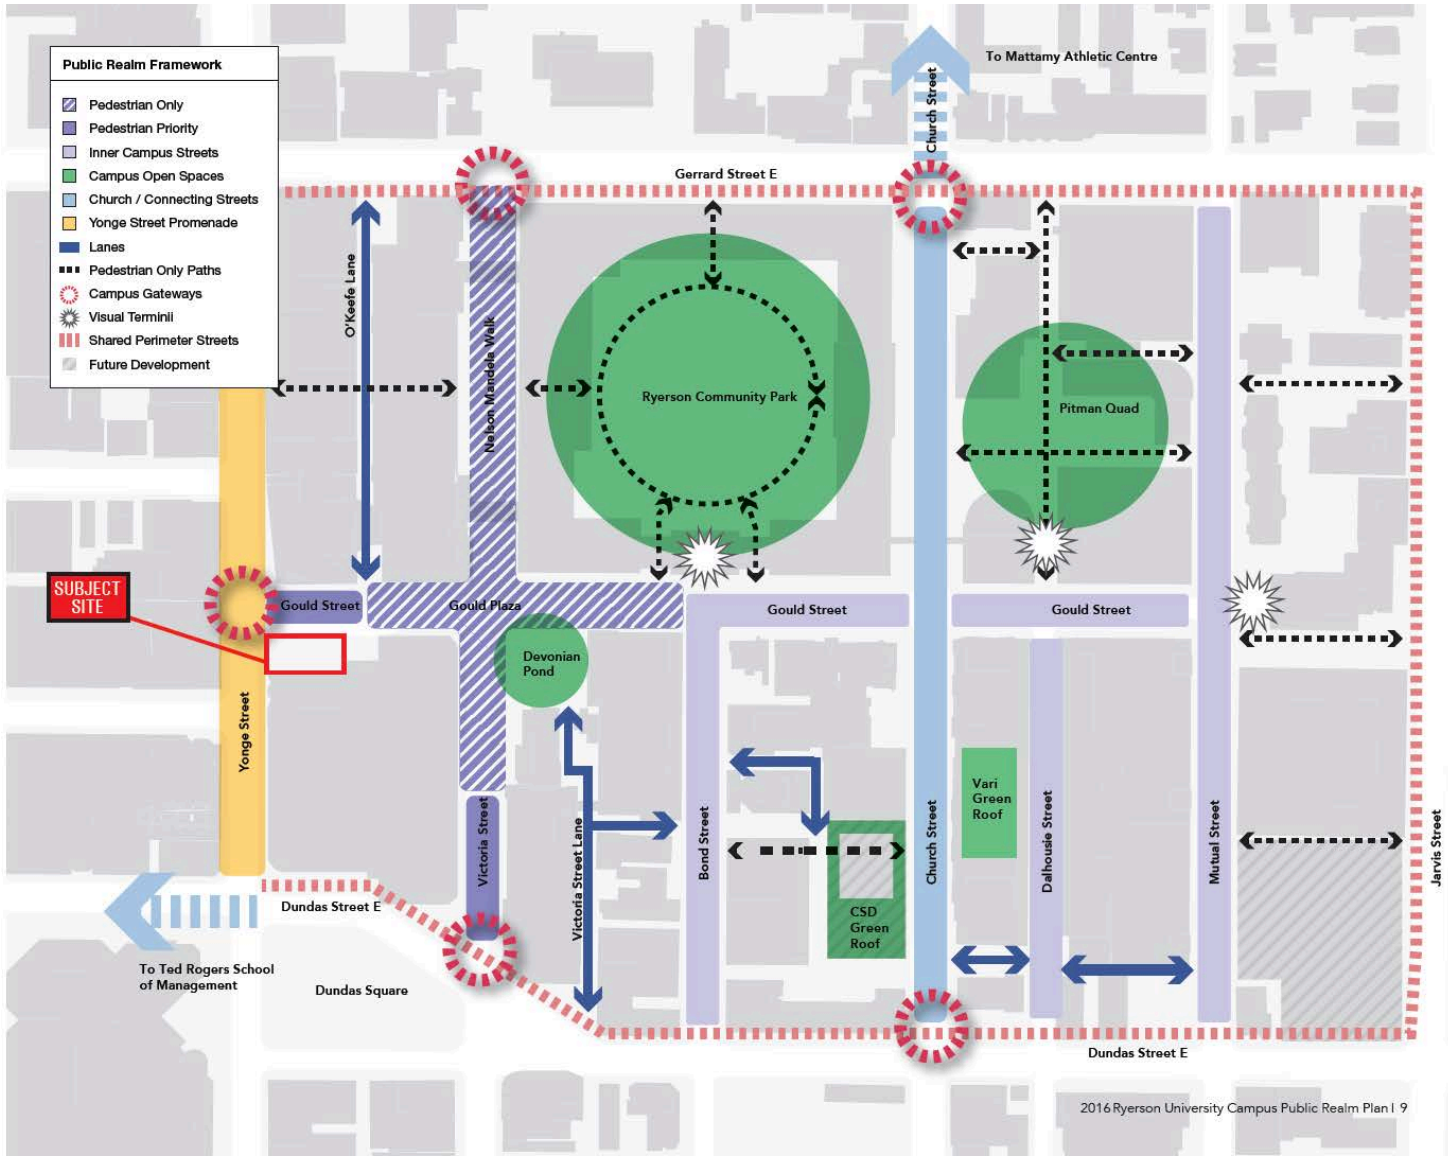 Public Realm Framework
Pedestrian Only
Pedestrian Priority
Inner Campus Streets
Campus Open Spaces
Church / Connecting Streets
Yonge Street Promenade
Lanes
Pedestrian Only Paths
Campus Gateways
Visual Terminii
Shared Perimeter Streets
Future Development
To Mattamy Athletic Centre
Church Street
Gerrard Street E
O'Keefe Lane
Nelson Mandela Walk
Ryerson Community Park
Pitman Quad
SUBJECT
SITE
Gould Street
Gould Plaza
Gould Street
Gould Street
Devonian
Pond
Yonge Street
Victoria Street
Victoria Street Lane
Bond Street
Church Street
Vari
Green
Roof
Dalhousie Street
Mutual Street
Jarvis Street
CSD
Green
Roof
Dundas Street E
To Ted Rogers School
of Management
Dundas Square
Dundas Street E
2016 Ryerson University Campus Public Realm Plan | 9